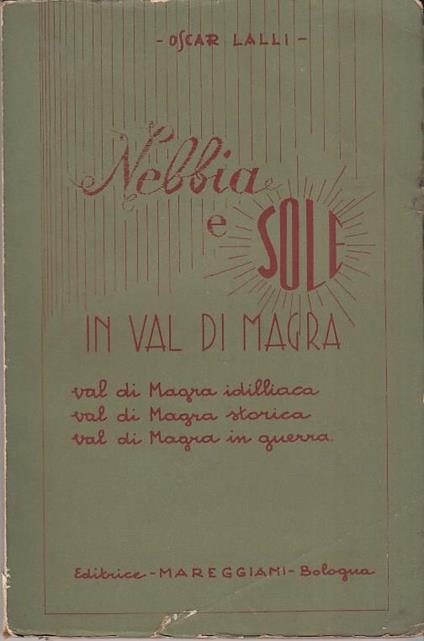 - OSCAR LALLI -
Nebbia
e SOLE
IN VAL DI MAGRA
val di Magra idilliaca
val di Magra storica
val di Magra in guerra.
Editrice - MAREGGIANI - Bologna